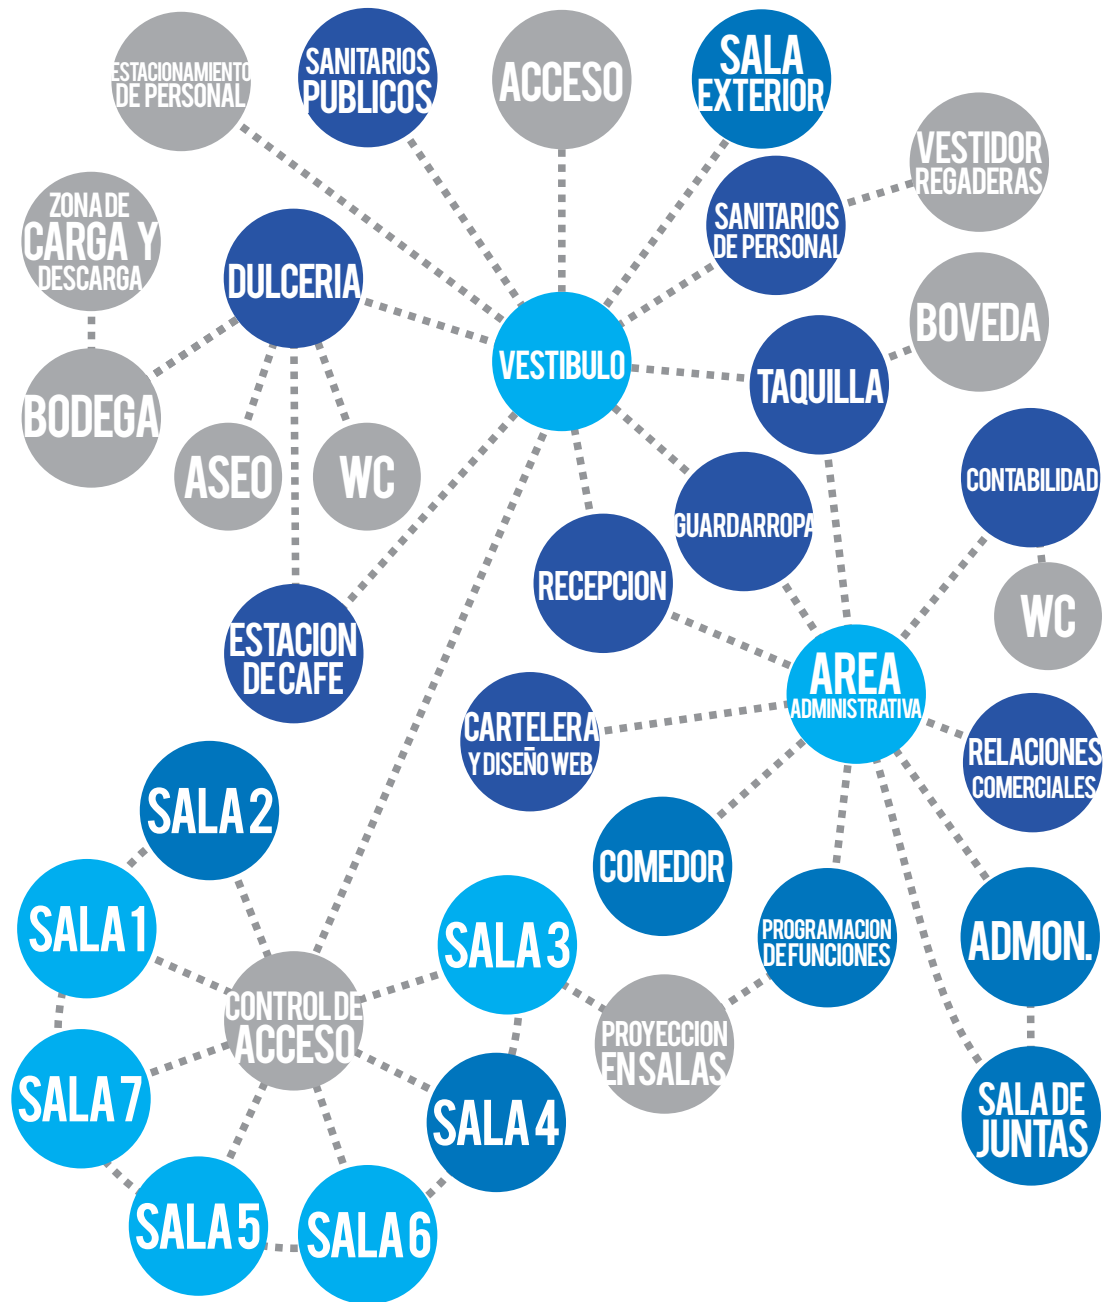 ESTACIONAMIENTO
DE PERSONAL
SANITARIOS
PUBLICOS
ACCESO
SALA
EXTERIOR
VESTIDOR
REGADERAS
ZONA DE
CARGA Y
DESCARGA
DULCERIA
SANITARIOS
DE PERSONAL
BOVEDA
VESTIBULO
TAQUILLA
BODEGA
ASEO
WC
CONTABILIDAD
GUARDARROPA
RECEPCION
WC
ESTACION
DE CAFE
AREA
ADMINISTRATIVA
CARTELERA
Y DISEÑO WEB
RELACIONES
COMERCIALES
SALA 2
COMEDOR
SALA 1
SALA 3
PROGRAMACION
DE FUNCIONES
ADMON.
CONTROL DE
ACCESO
PROYECCION
EN SALAS
SALA 7
SALA 4
SALA DE
JUNTAS
SALA 5
SALA 6